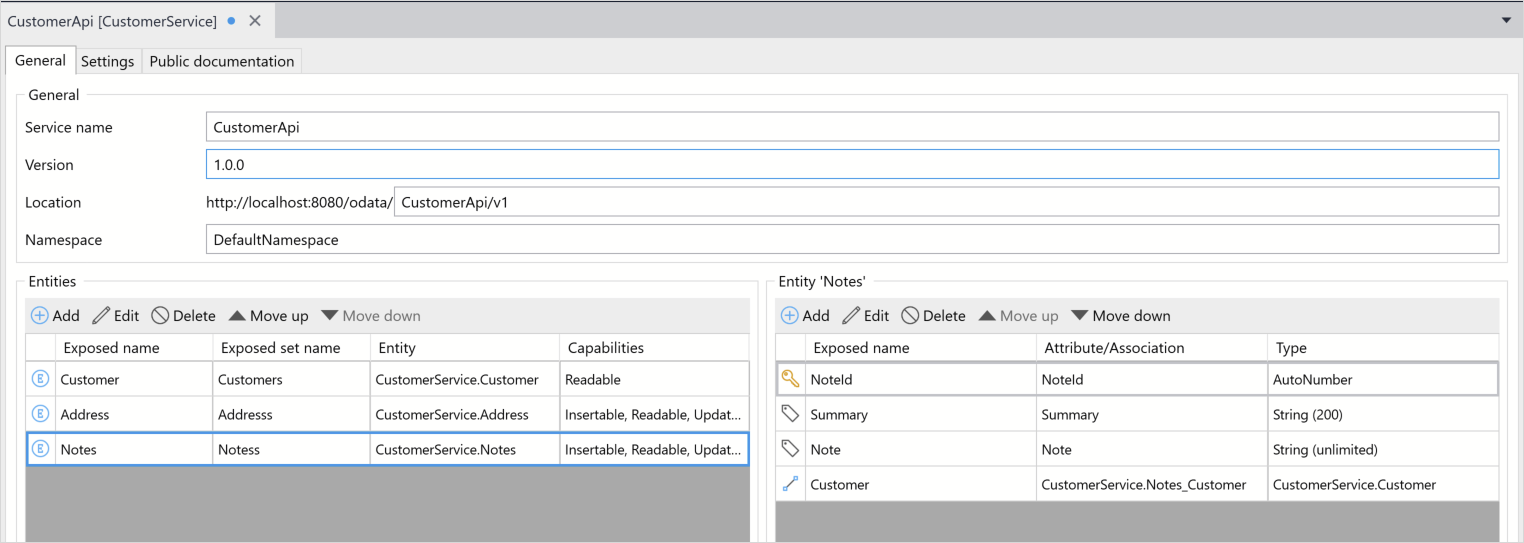 CustomerApi [CustomerService]
General Settings Public documentation
General
Service name CustomerApi
Version 1.0.0
Location http://localhost:8080/odata/ CustomerApi/v1
Namespace DefaultNamespace
Entities
Add Edit Delete Move up Move down
Exposed name Exposed set name Entity Capabilities
E Customer Customers CustomerService.Customer Readable
E Address Addresss CustomerService.Address Insertable, Readable, Updat...
E Notes Notess CustomerService.Notes Insertable, Readable, Updat...
Entity 'Notes'
Add Edit Delete Move up Move down
Exposed name Attribute/Association Type
NoteId NoteId AutoNumber
Summary Summary String (200)
Note Note String (unlimited)
Customer CustomerService.Notes_Customer CustomerService.Customer